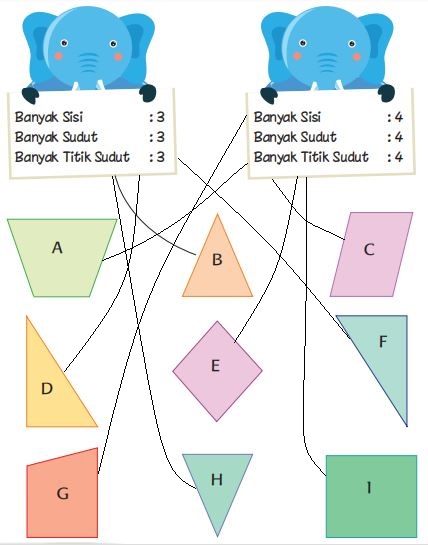 Banyak Sisi : 3
Banyak Sudut : 3
Banyak Titik Sudut : 3
Banyak Sisi : 4
Banyak Sudut : 4
Banyak Titik Sudut : 4
A
B
C
D
E
F
G
H
I